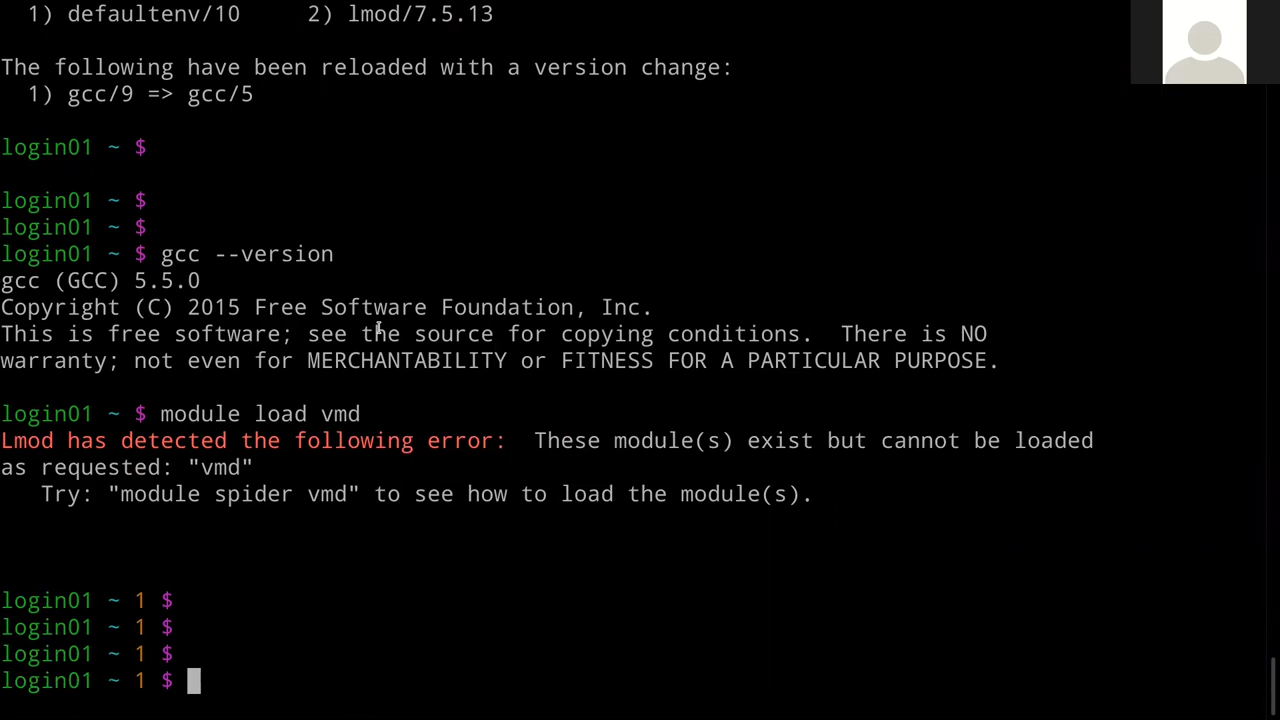 1) defaultenv/10     2) lmod/7.5.13
The following have been reloaded with a version change:
1) gcc/9 => gcc/5
login01 ~ $
login01 ~ $
login01 ~ $
login01 ~ $ gcc --version
gcc (GCC) 5.5.0
Copyright (C) 2015 Free Software Foundation, Inc.
This is free software; see the source for copying conditions.  There is NO
warranty; not even for MERCHANTABILITY or FITNESS FOR A PARTICULAR PURPOSE.
login01 ~ $ module load vmd
Lmod has detected the following error:  These module(s) exist but cannot be loaded
as requested: "vmd"
Try: "module spider vmd" to see how to load the module(s).
login01 ~ 1 $
login01 ~ 1 $
login01 ~ 1 $
login01 ~ 1 $